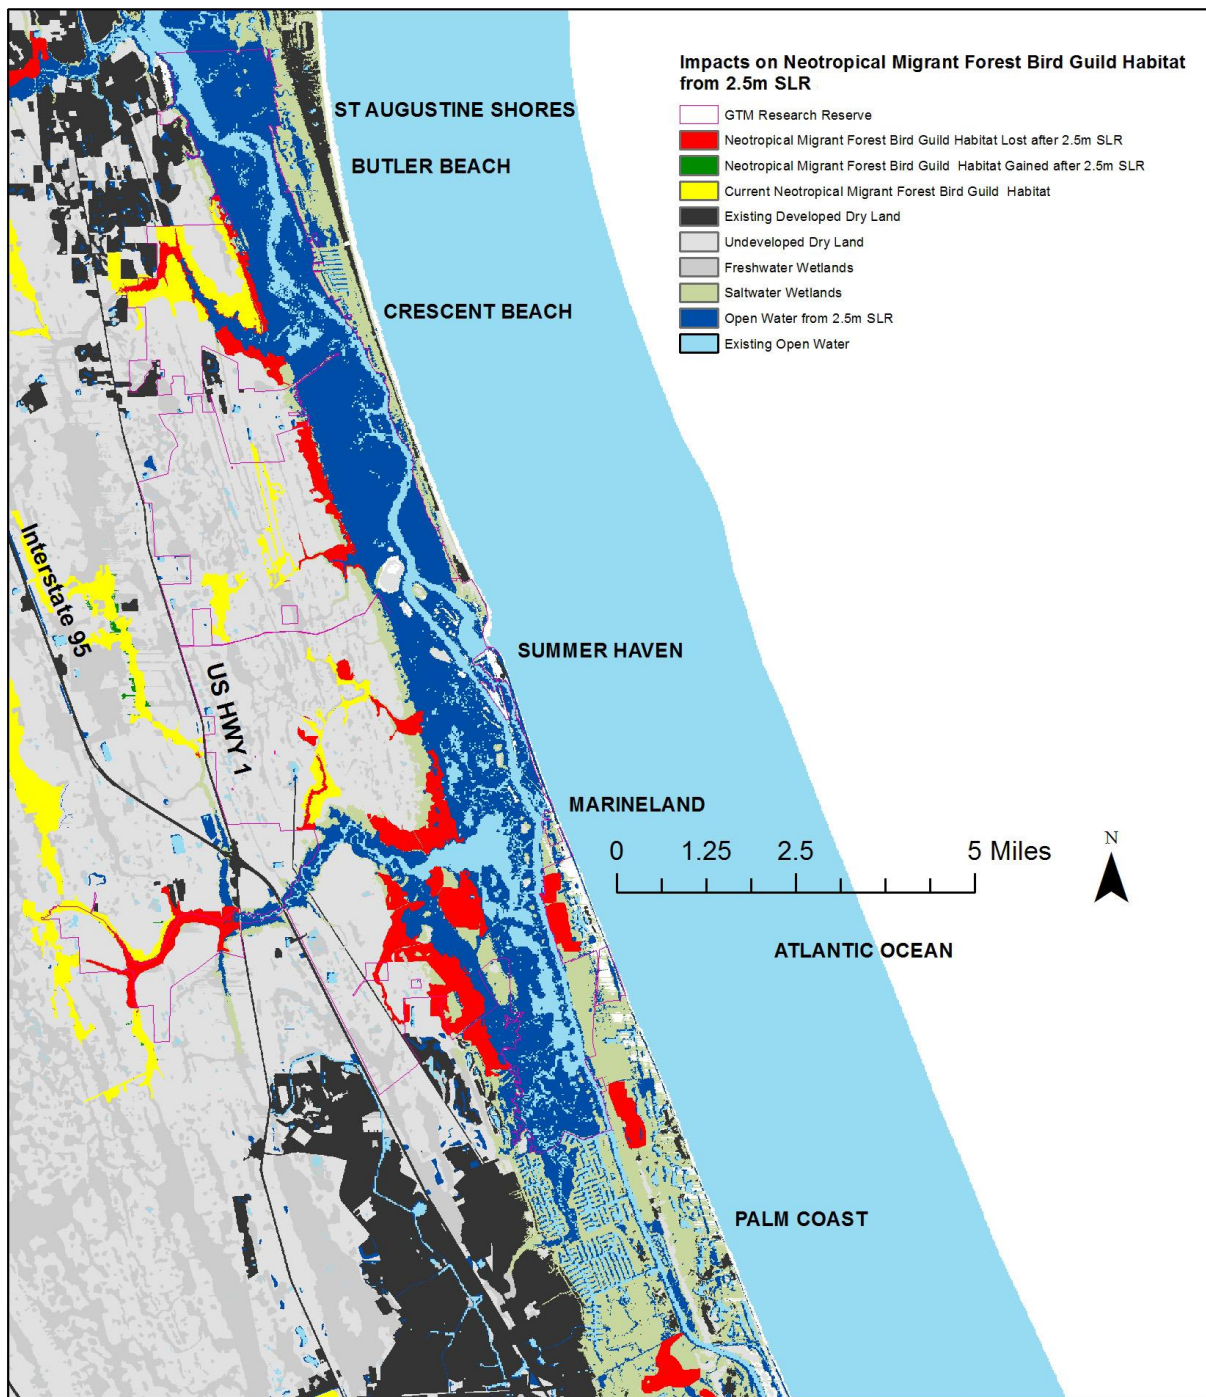 Impacts on Neotropical Migrant Forest Bird Guild Habitat
from 2.5m SLR
GTM Research Reserve
Neotropical Migrant Forest Bird Guild Habitat Lost after 2.5m SLR
Neotropical Migrant Forest Bird Guild Habitat Gained after 2.5m SLR
Current Neotropical Migrant Forest Bird Guild Habitat
Existing Developed Dry Land
Undeveloped Dry Land
Freshwater Wetlands
Saltwater Wetlands
Open Water from 2.5m SLR
Existing Open Water
ST AUGUSTINE SHORES
BUTLER BEACH
CRESCENT BEACH
Interstate 95
US HWY 1
SUMMER HAVEN
MARINELAND
0 1.25 2.5 5 Miles
N
ATLANTIC OCEAN
PALM COAST